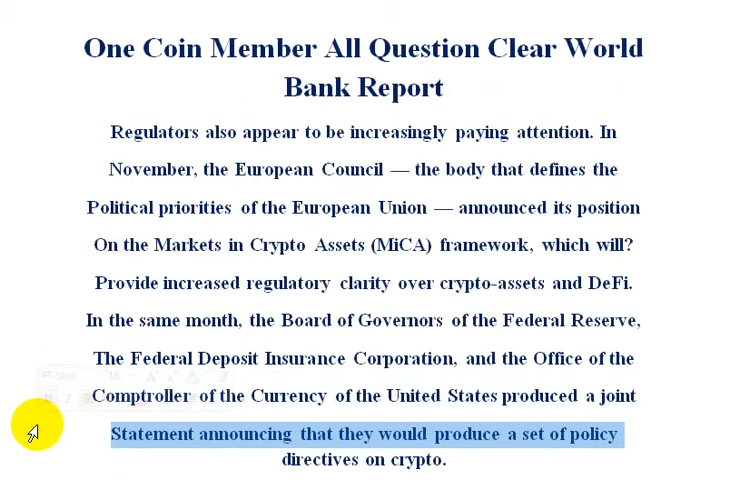 One Coin Member All Question Clear World
Bank Report
Regulators also appear to be increasingly paying attention. In
November, the European Council — the body that defines the
Political priorities of the European Union — announced its position
On the Markets in Crypto Assets (MiCA) framework, which will?
Provide increased regulatory clarity over crypto-assets and DeFi.
In the same month, the Board of Governors of the Federal Reserve,
The Federal Deposit Insurance Corporation, and the Office of the
Comptroller of the Currency of the United States produced a joint
Statement announcing that they would produce a set of policy
directives on crypto.